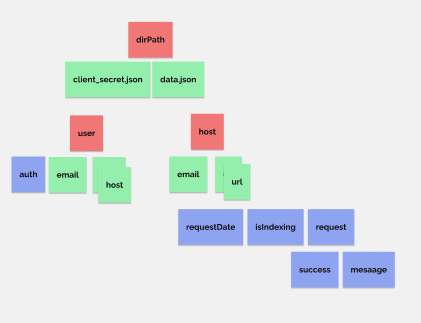 dirPath
client_secret.json data.json
user host
auth email host email url
requestDate isIndexing request
success mesaage